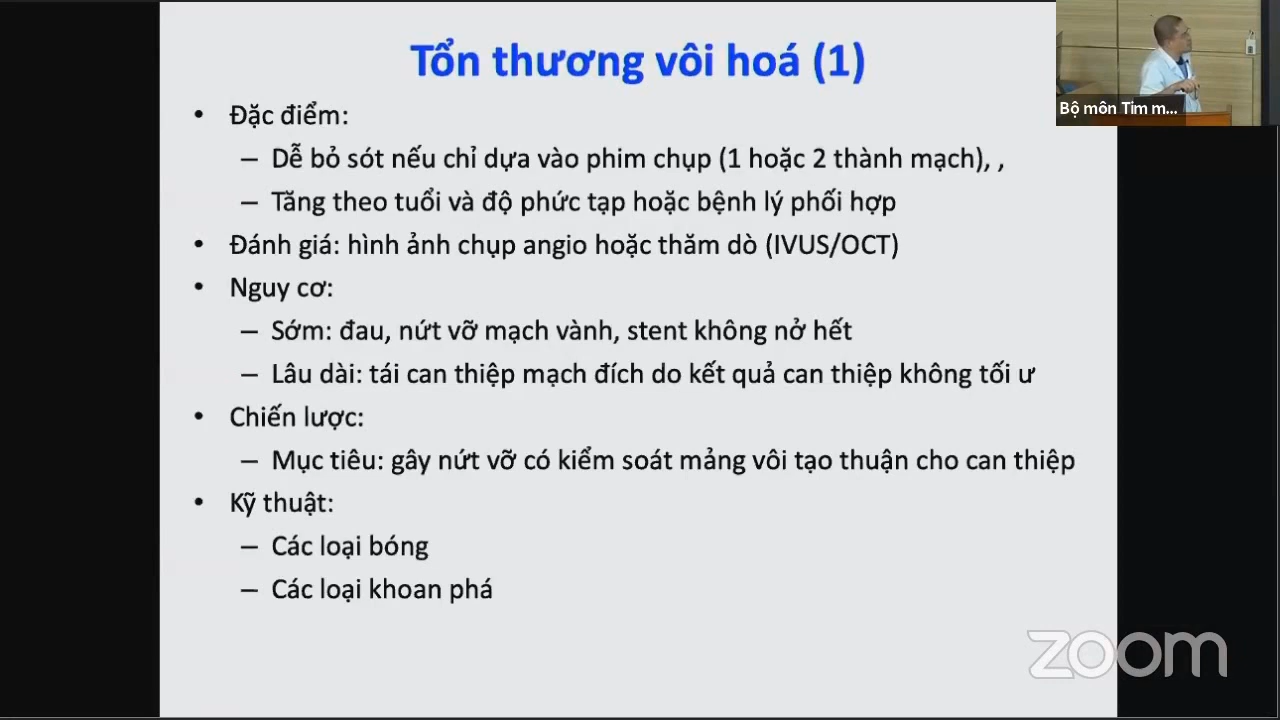 Tổn thương vôi hoá (1)
Bộ môn Tim m...
• Đặc điểm:
– Dễ bỏ sót nếu chỉ dựa vào phim chụp (1 hoặc 2 thành mạch), ,
– Tăng theo tuổi và độ phức tạp hoặc bệnh lý phối hợp
• Đánh giá: hình ảnh chụp angio hoặc thăm dò (IVUS/OCT)
• Nguy cơ:
– Sớm: đau, nứt vỡ mạch vành, stent không nở hết
– Lâu dài: tái can thiệp mạch đích do kết quả can thiệp không tối ư
• Chiến lược:
– Mục tiêu: gây nứt vỡ có kiểm soát mảng vôi tạo thuận cho can thiệp
• Kỹ thuật:
– Các loại bóng
– Các loại khoan phá
zoom